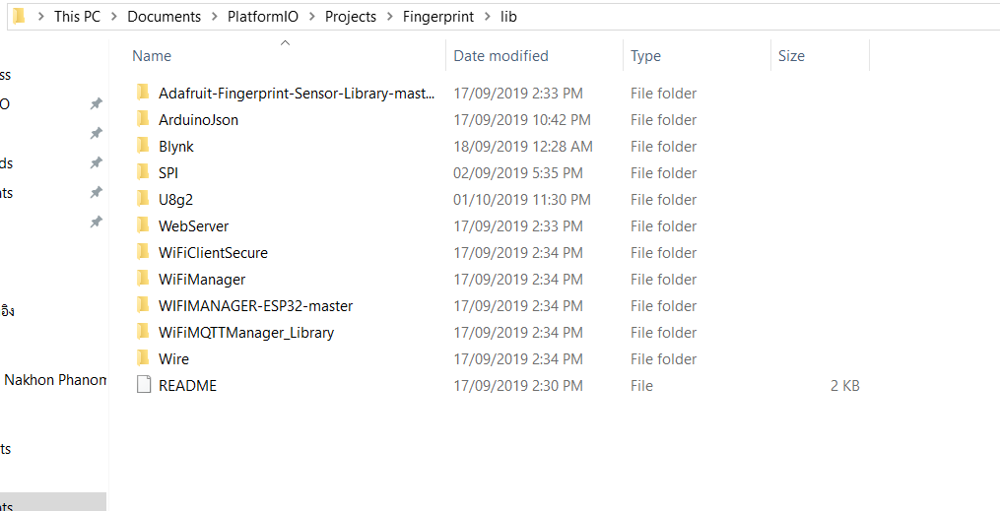 This PC > Documents > PlatformIO > Projects > Fingerprint > lib
Name Date modified Type Size
ss
O
ds
nts
อิง
Nakhon Phanom
ts
nts
Adafruit-Fingerprint-Sensor-Library-mast... 17/09/2019 2:33 PM File folder
ArduinoJson 17/09/2019 10:42 PM File folder
Blynk 18/09/2019 12:28 AM File folder
SPI 02/09/2019 5:35 PM File folder
U8g2 01/10/2019 11:30 PM File folder
WebServer 17/09/2019 2:33 PM File folder
WiFiClientSecure 17/09/2019 2:34 PM File folder
WiFiManager 17/09/2019 2:34 PM File folder
WIFIMANAGER-ESP32-master 17/09/2019 2:34 PM File folder
WiFiMQTTManager_Library 17/09/2019 2:34 PM File folder
Wire 17/09/2019 2:34 PM File folder
README 17/09/2019 2:30 PM File 2 KB